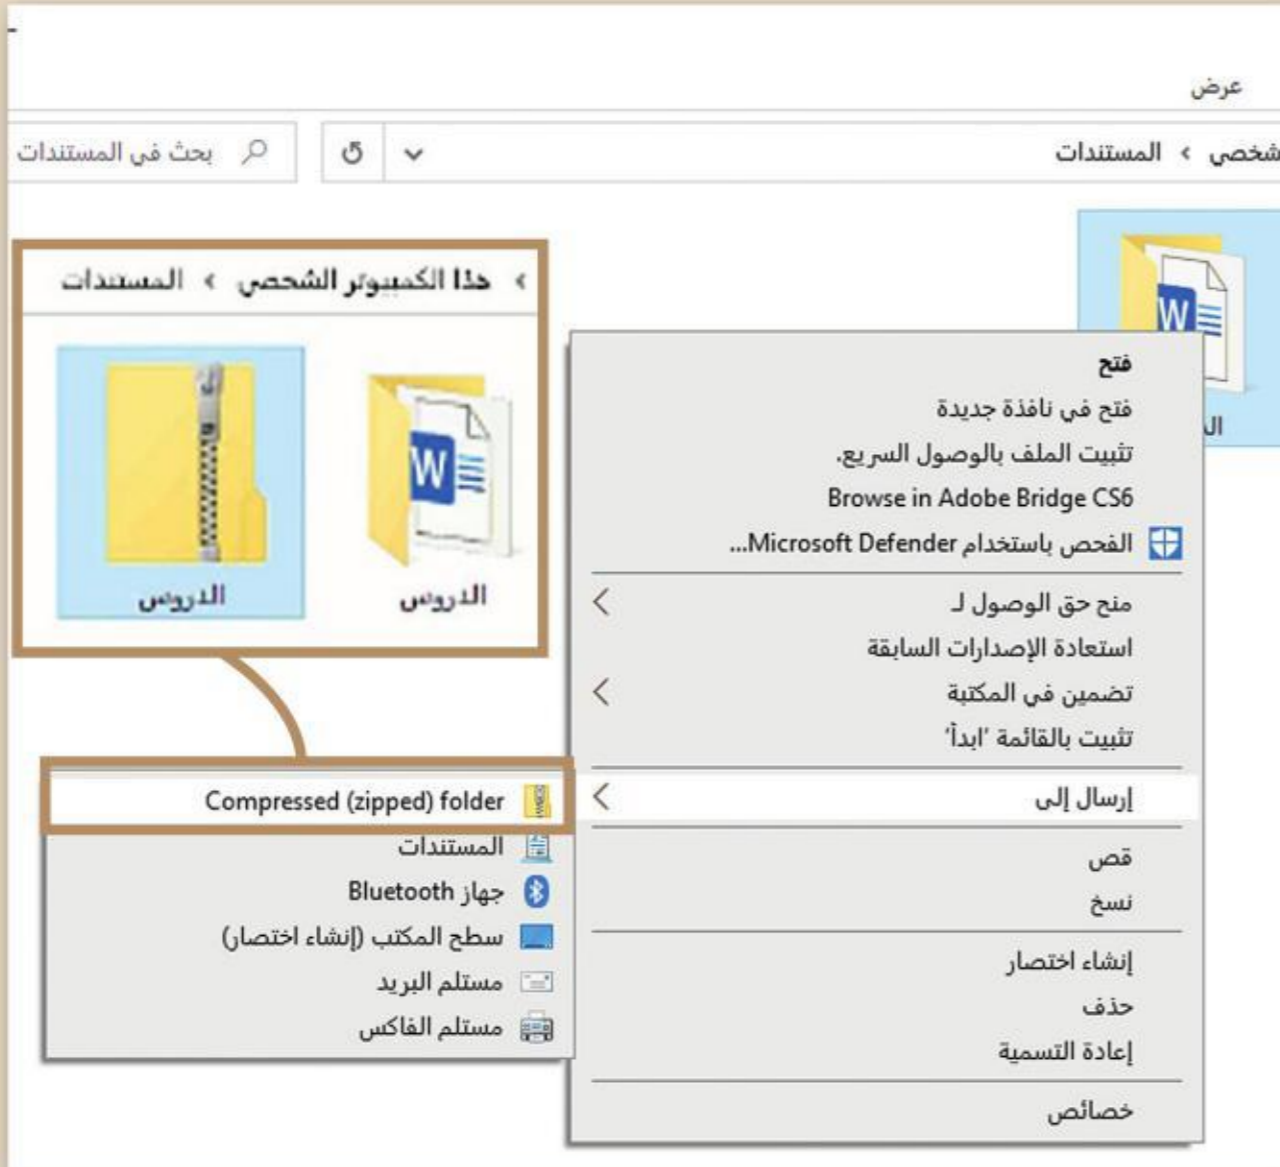 عرض
شخصي › المستندات
بحث في المستندات
› هذا الكمبيوتر الشخصي › المستندات
الدروس
الدروس
W
W
فتح
فتح في نافذة جديدة
تثبيت الملف بالوصول السريع.
Browse in Adobe Bridge CS6
الفحص باستخدام Microsoft Defender...
منح حق الوصول لـ
استعادة الإصدارات السابقة
تضمين في المكتبة
تثبيت بالقائمة 'ابدأ'
إرسال إلى
قص
نسخ
إنشاء اختصار
حذف
إعادة التسمية
خصائص
Compressed (zipped) folder
المستندات
جهاز Bluetooth
سطح المكتب (إنشاء اختصار)
مستلم البريد
مستلم الفاكس